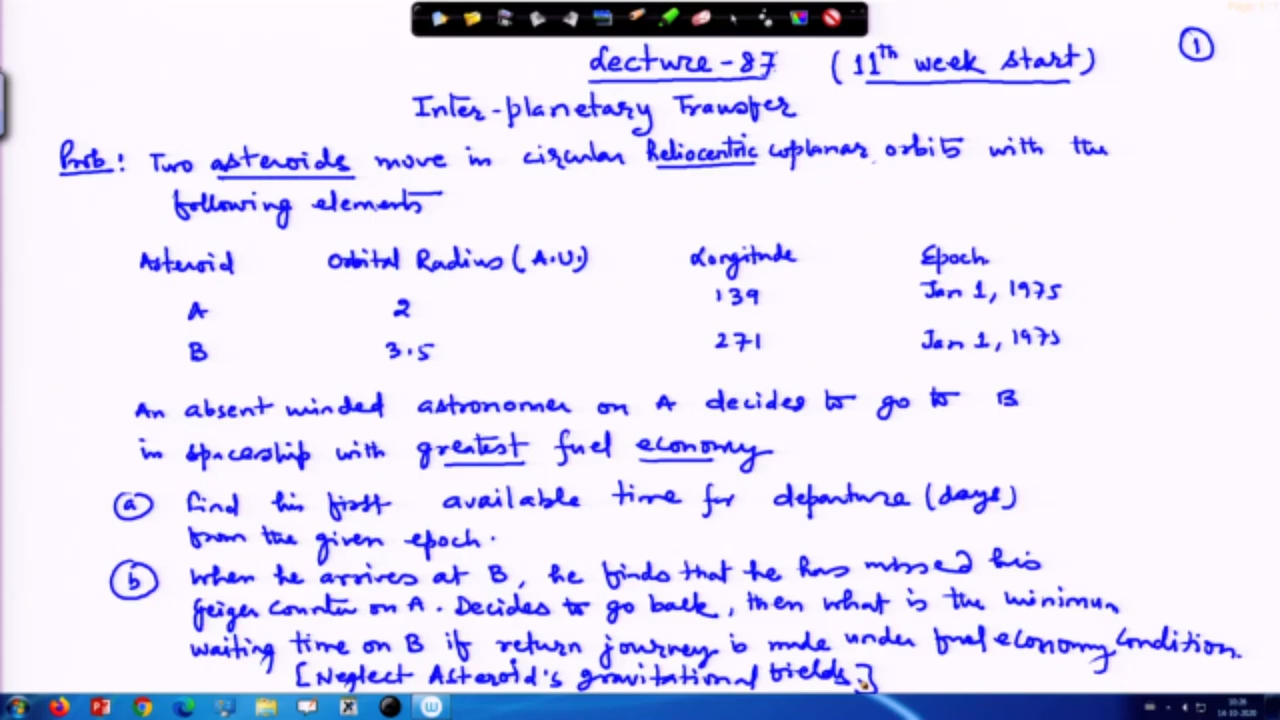 Lecture-87 (11th week start) 1
Inter-planetary Transfer
Prob: Two asteroids move in circular Heliocentric coplanar orbits with the
following elements
Asteroid Orbital Radius (A.U.) Longitude Epoch
A 2 139 Jan 1, 1975
B 3.5 271 Jan 1, 1975
An absent minded astronomer on A decides to go to B
in spaceship with greatest fuel economy
a Find his first available time for departure (days)
from the given epoch.
b When he arrives at B, he finds that he has missed his
geiger counter on A. Decides to go back, then what is the minimum
waiting time on B if return journey is made under fuel economy condition.
[Neglect Asteroid's gravitational fields]
10:26
14-10-2020